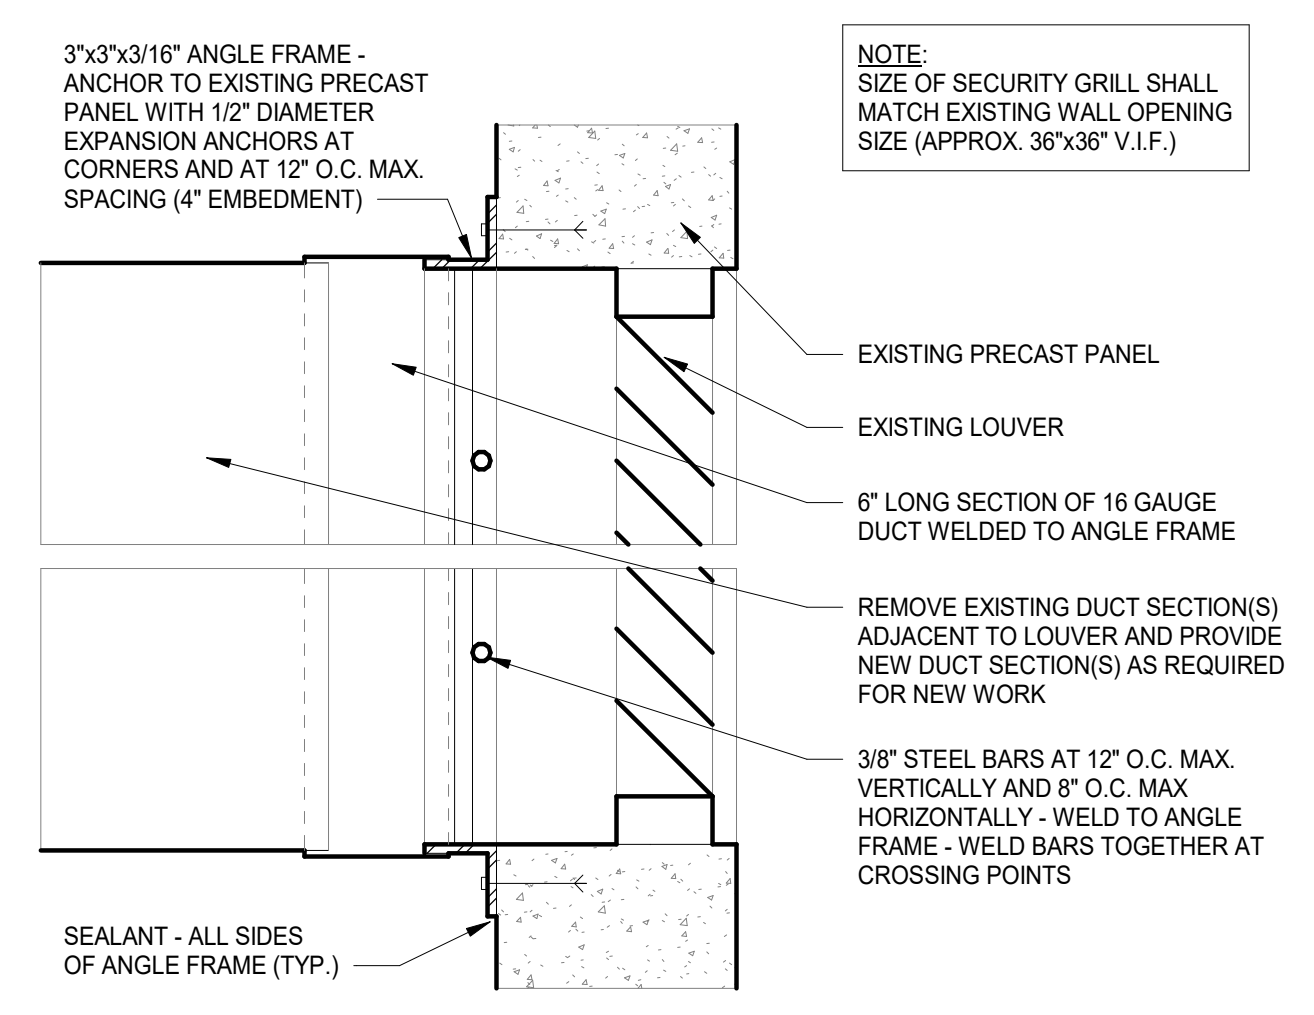 3"x3"x3/16" ANGLE FRAME -
ANCHOR TO EXISTING PRECAST
PANEL WITH 1/2" DIAMETER
EXPANSION ANCHORS AT
CORNERS AND AT 12" O.C. MAX.
SPACING (4" EMBEDMENT)
NOTE:
SIZE OF SECURITY GRILL SHALL
MATCH EXISTING WALL OPENING
SIZE (APPROX. 36"x36" V.I.F.)
EXISTING PRECAST PANEL
EXISTING LOUVER
6" LONG SECTION OF 16 GAUGE
DUCT WELDED TO ANGLE FRAME
REMOVE EXISTING DUCT SECTION(S)
ADJACENT TO LOUVER AND PROVIDE
NEW DUCT SECTION(S) AS REQUIRED
FOR NEW WORK
3/8" STEEL BARS AT 12" O.C. MAX.
VERTICALLY AND 8" O.C. MAX
HORIZONTALLY - WELD TO ANGLE
FRAME - WELD BARS TOGETHER AT
CROSSING POINTS
SEALANT - ALL SIDES
OF ANGLE FRAME (TYP.)